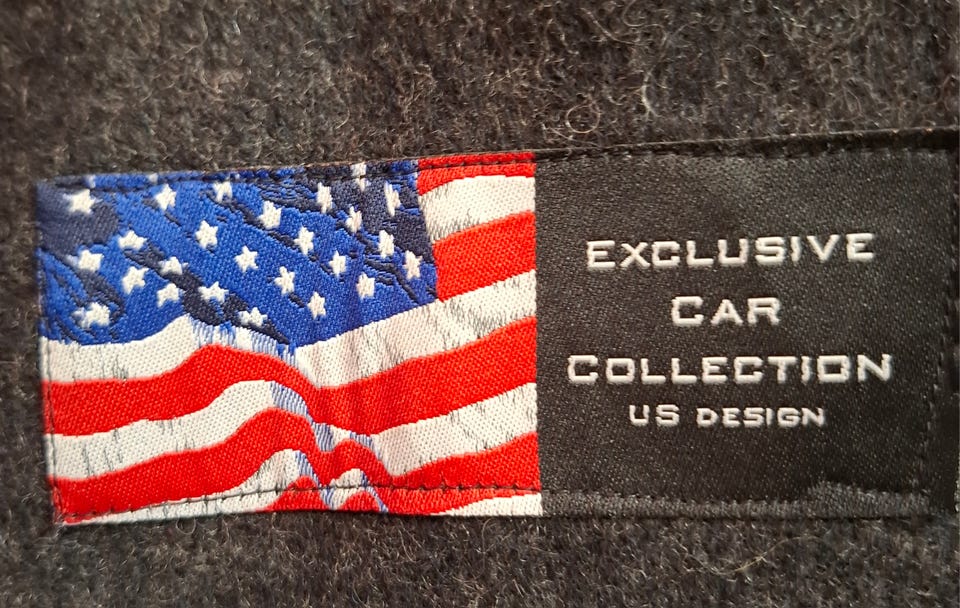 EXCLUSIVE
CAR
COLLECTION
US DESIGN